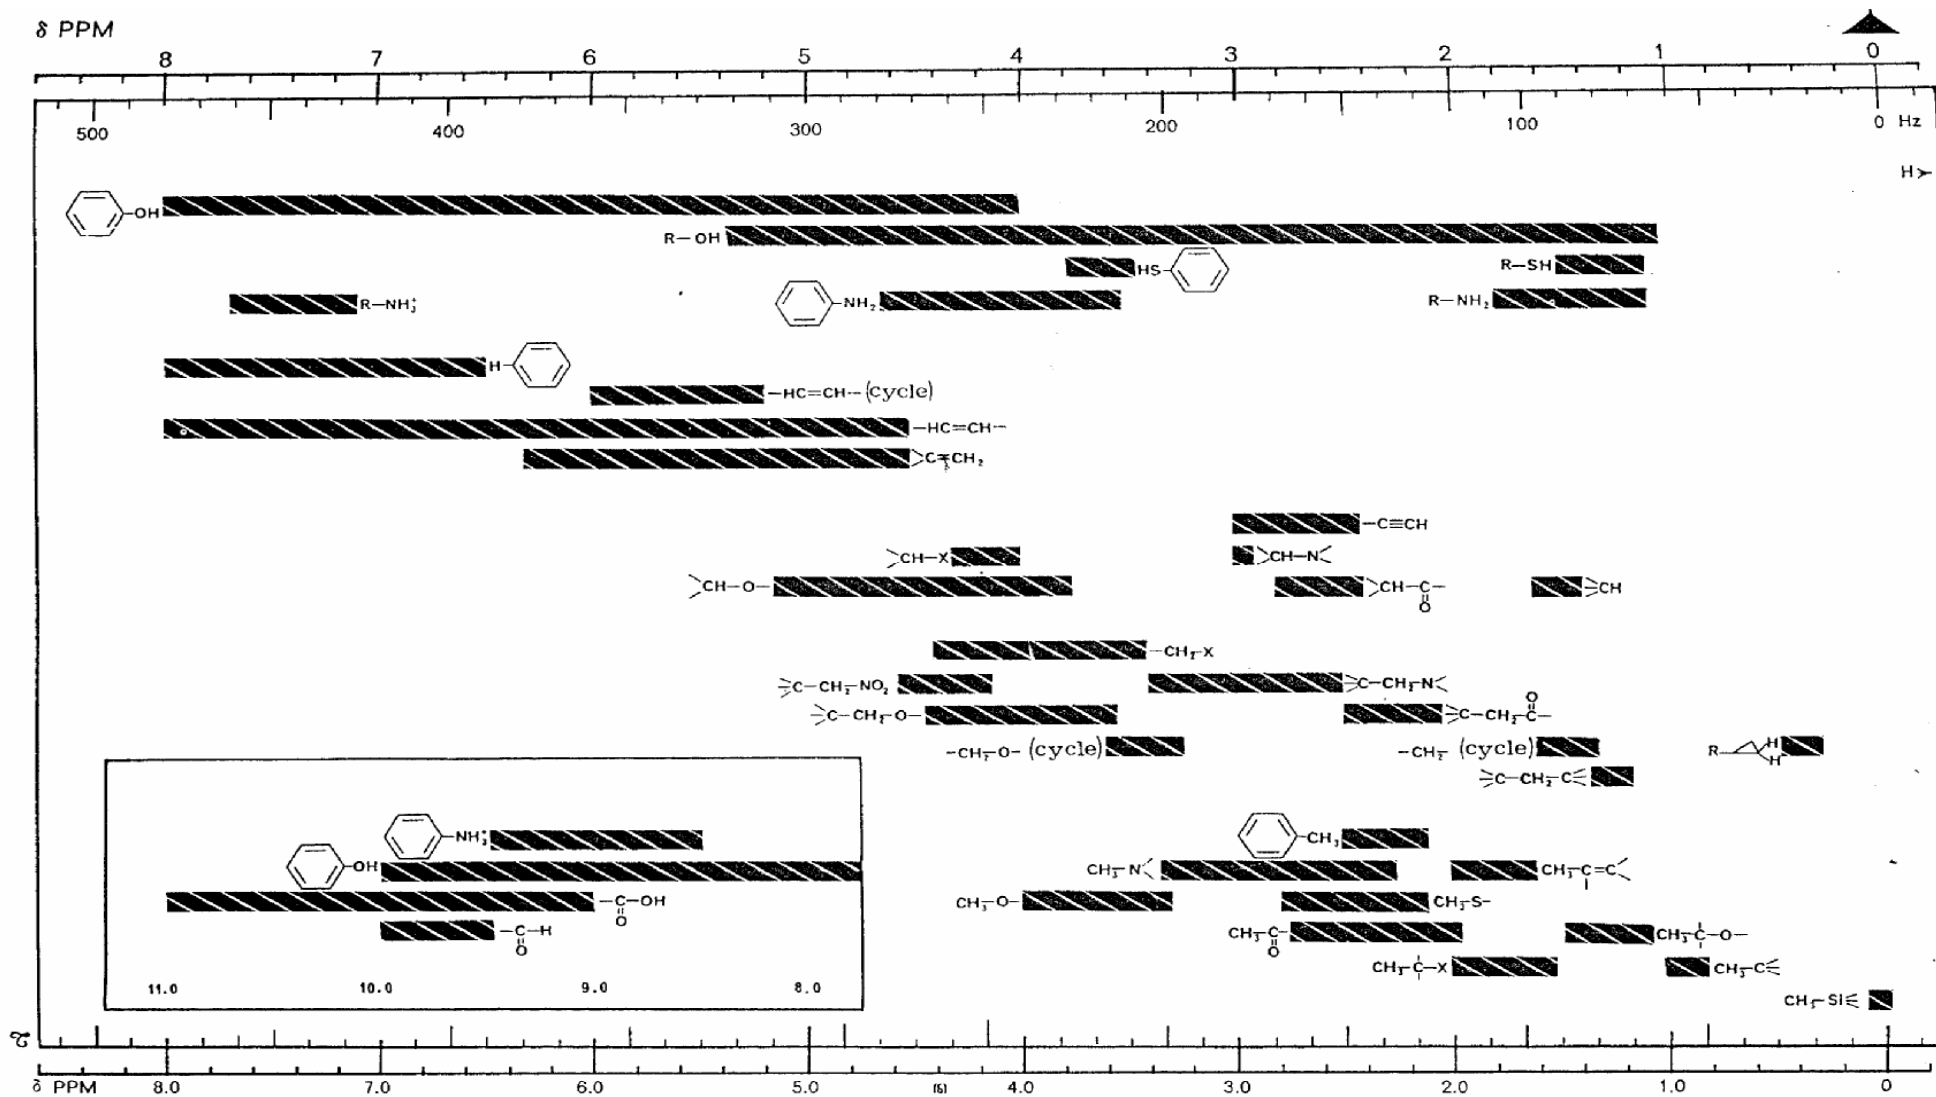 δ PPM
8 7 6 5 4 3 2 1 0
500 400 300 200 100 0 Hz
H
OH
R—OH
HS R—SH
R—NH₃⁺ NH₂ R—NH₂
H
—HC=CH— (cycle)
—HC=CH—
C=CH₂
—C≡CH
CH—X CH—N
CH—O— CH—C— CH
O
—CH₂X
C—CH₂—NO₂ C—CH₂—N
O
C—CH₂—O— C—CH₂—C—
—CH₂—O— (cycle) —CH₂— (cycle) R H
H
C—CH₂—C
NH₃⁺ CH₃
OH CH₃—N CH₃—C=C
—C—OH CH₃—O— CH₃—S—
O
—C—H CH₃—C CH₃—C—O—
O O
CH₃—C—X CH₃—C
11.0 10.0 9.0 8.0
CH₃—Si
τ
δ PPM 8.0 7.0 6.0 5.0 (δ) 4.0 3.0 2.0 1.0 0